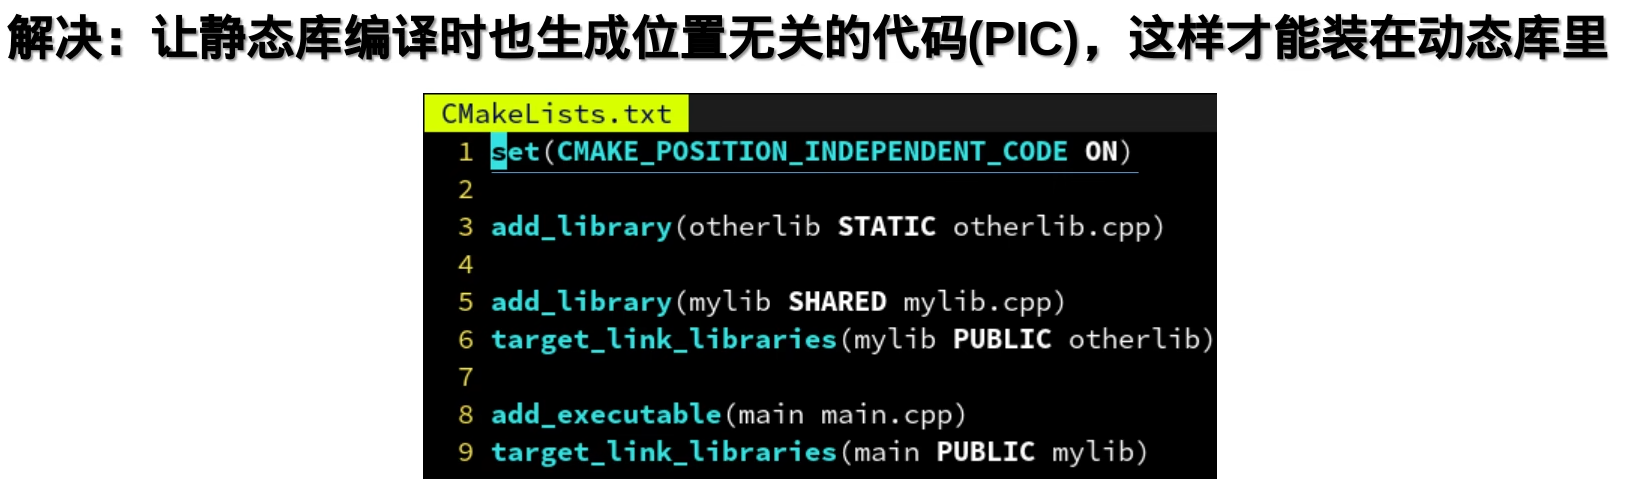 解决：让静态库编译时也生成位置无关的代码(PIC)，这样才能装在动态库里
CMakeLists.txt
1 set(CMAKE_POSITION_INDEPENDENT_CODE ON)
2
3 add_library(otherlib STATIC otherlib.cpp)
4
5 add_library(mylib SHARED mylib.cpp)
6 target_link_libraries(mylib PUBLIC otherlib)
7
8 add_executable(main main.cpp)
9 target_link_libraries(main PUBLIC mylib)